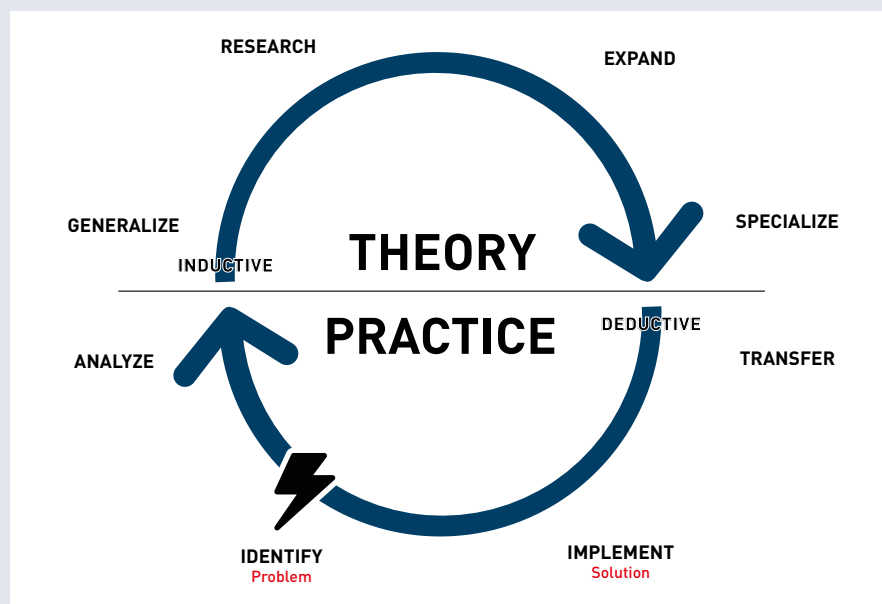 RESEARCH
EXPAND
GENERALIZE
SPECIALIZE
INDUCTIVE
THEORY
PRACTICE
DEDUCTIVE
ANALYZE
TRANSFER
IDENTIFY
Problem
IMPLEMENT
Solution